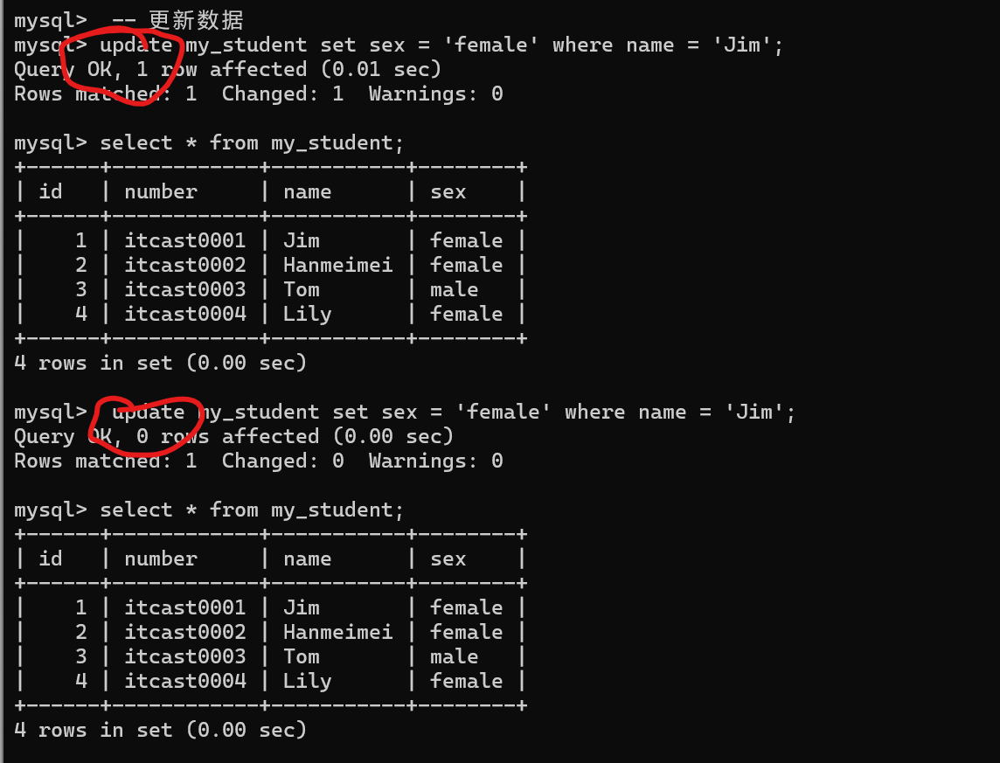 mysql>  -- 更新数据
mysql> update my_student set sex = 'female' where name = 'Jim';
Query OK, 1 row affected (0.01 sec)
Rows matched: 1  Changed: 1  Warnings: 0
mysql> select * from my_student;
+------+------------+-----------+--------+
| id   | number     | name      | sex    |
+------+------------+-----------+--------+
|    1 | itcast0001 | Jim       | female |
|    2 | itcast0002 | Hanmeimei | female |
|    3 | itcast0003 | Tom       | male   |
|    4 | itcast0004 | Lily      | female |
+------+------------+-----------+--------+
4 rows in set (0.00 sec)
mysql>  update my_student set sex = 'female' where name = 'Jim';
Query OK, 0 rows affected (0.00 sec)
Rows matched: 1  Changed: 0  Warnings: 0
mysql> select * from my_student;
+------+------------+-----------+--------+
| id   | number     | name      | sex    |
+------+------------+-----------+--------+
|    1 | itcast0001 | Jim       | female |
|    2 | itcast0002 | Hanmeimei | female |
|    3 | itcast0003 | Tom       | male   |
|    4 | itcast0004 | Lily      | female |
+------+------------+-----------+--------+
4 rows in set (0.00 sec)